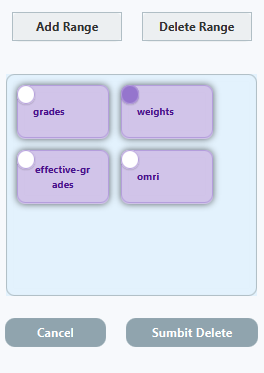 Add Range Delete Range
grades weights
effective-gr
ades
omri
Cancel Sumbit Delete